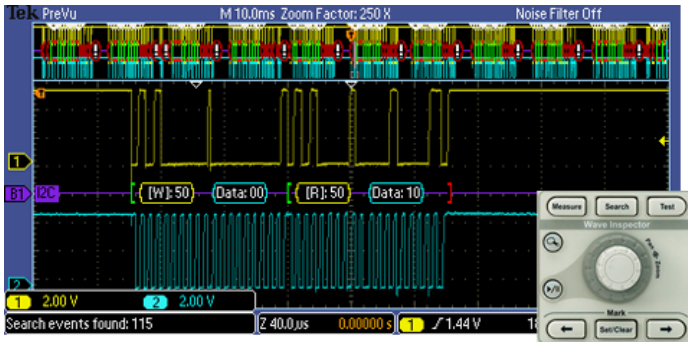 Tek PreVu M 10.0ms Zoom Factor: 250 X Noise Filter Off
1
B1 I2C [W]: 50 Data: 00 [R]: 50 Data: 10
2
1 2.00 V 2 2.00 V
Search events found: 115 Z 40.0µs 0.00000 s 1 1.44 V 18
Measure Search Test
Wave Inspector
Pan Zoom
Mark
← Set/Clear →